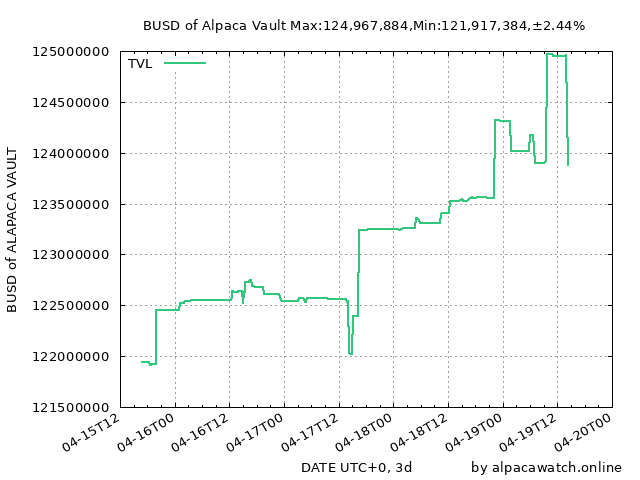 BUSD of Alpaca Vault Max:124,967,884,Min:121,917,384,±2.44%
TVL
125000000
124500000
124000000
123500000
123000000
122500000
122000000
121500000
BUSD of ALAPACA VAULT
04-15T12
04-16T00
04-16T12
04-17T00
04-17T12
04-18T00
04-18T12
04-19T00
04-19T12
04-20T00
DATE UTC+0, 3d
by alpacawatch.online